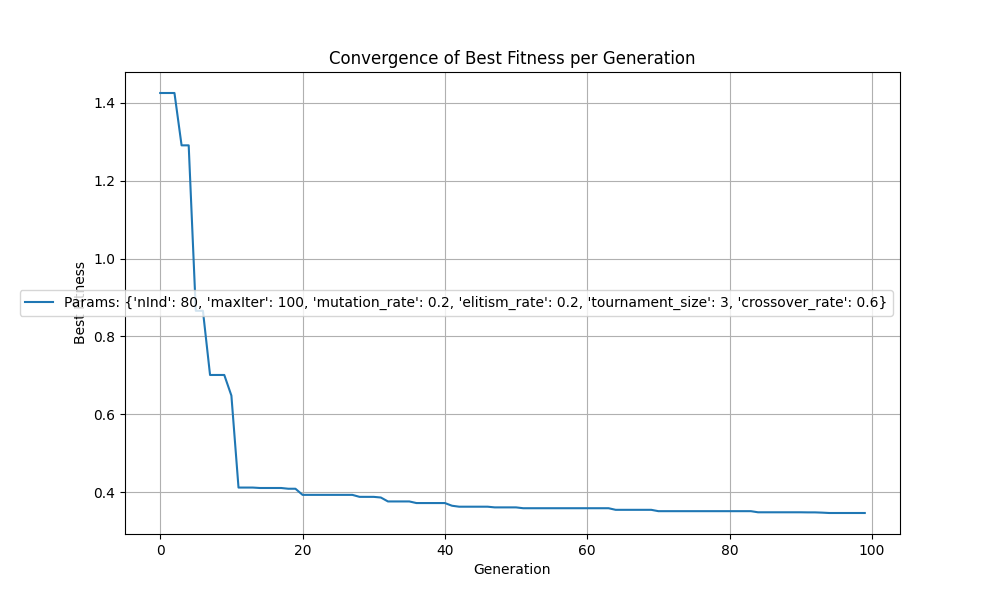 Convergence of Best Fitness per Generation
1.4
1.2
1.0
0.8
0.6
0.4
Best
Params: {'nInd': 80, 'maxIter': 100, 'mutation_rate': 0.2, 'elitism_rate': 0.2, 'tournament_size': 3, 'crossover_rate': 0.6}
0 20 40 60 80 100
Generation